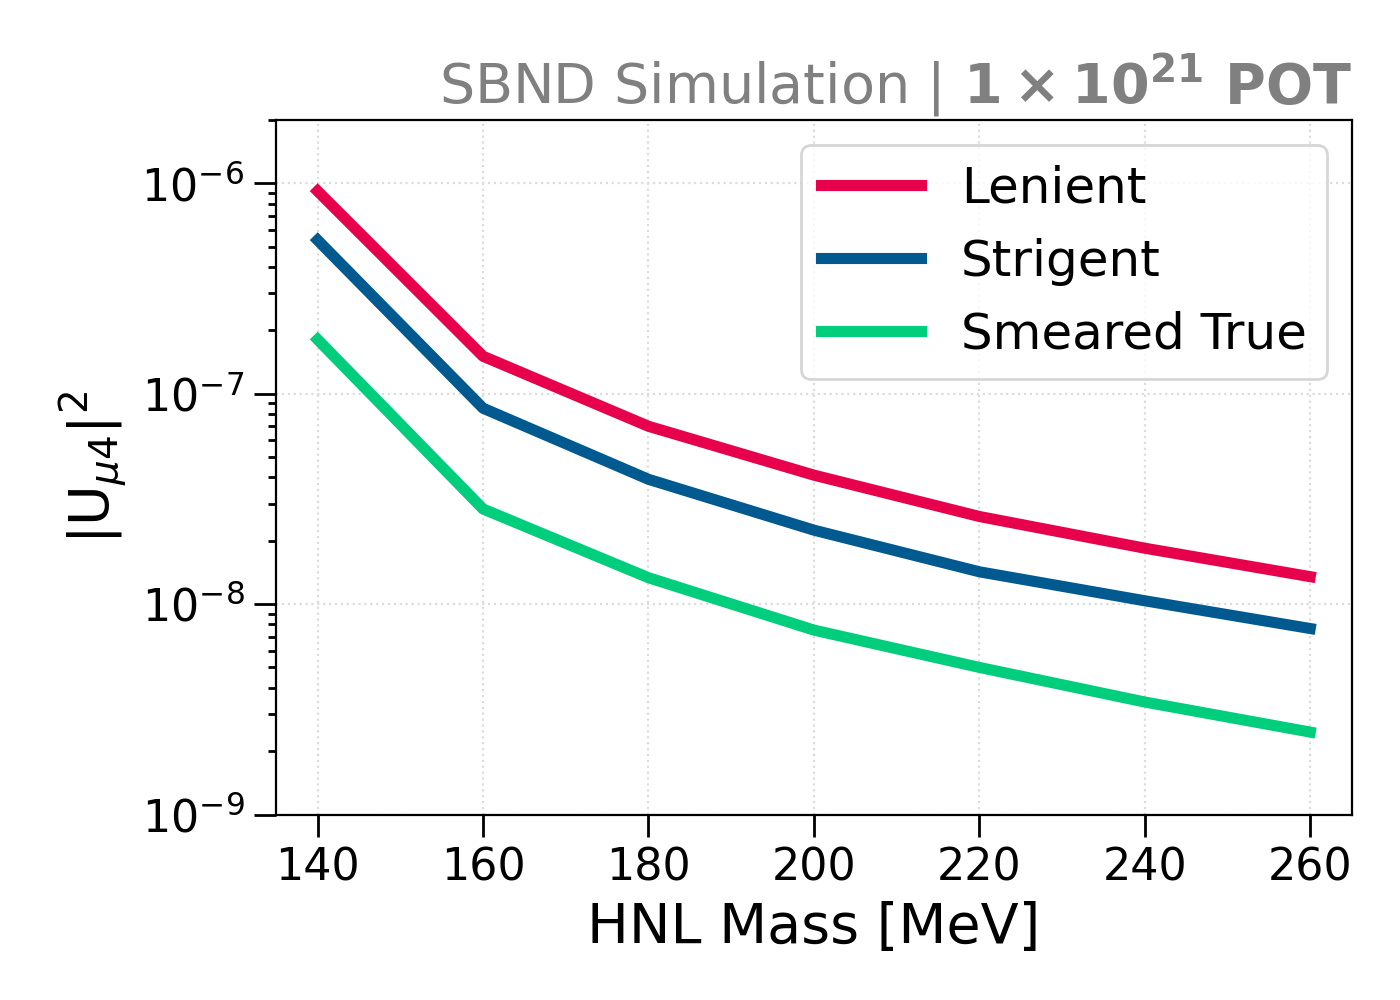 SBND Simulation | 1 × 10²¹ POT
10⁻⁶
10⁻⁷
10⁻⁸
10⁻⁹
|U_μ4|²
Lenient
Strigent
Smeared True
140 160 180 200 220 240 260
HNL Mass [MeV]